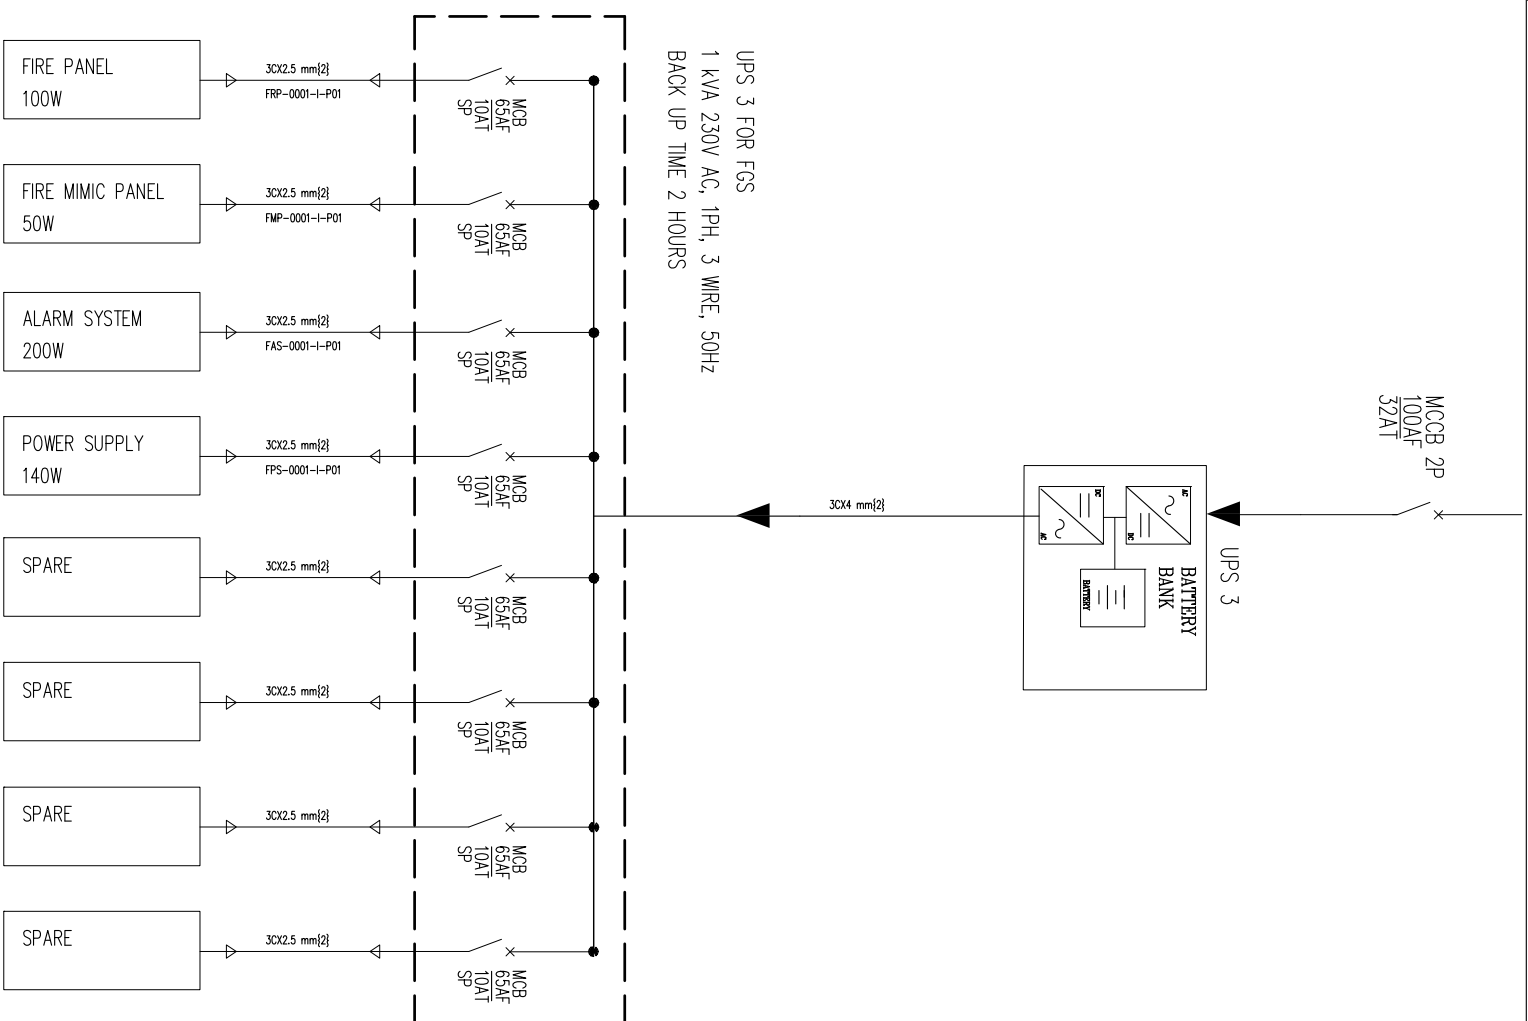 FIRE PANEL
100W
3CX2.5 mm{2}
FRP-0001-I-P01
MCB
65AF
10AT
SP
FIRE MIMIC PANEL
50W
3CX2.5 mm{2}
FMP-0001-I-P01
MCB
65AF
10AT
SP
ALARM SYSTEM
200W
3CX2.5 mm{2}
FAS-0001-I-P01
MCB
65AF
10AT
SP
POWER SUPPLY
140W
3CX2.5 mm{2}
FPS-0001-I-P01
MCB
65AF
10AT
SP
SPARE
3CX2.5 mm{2}
MCB
65AF
10AT
SP
SPARE
3CX2.5 mm{2}
MCB
65AF
10AT
SP
SPARE
3CX2.5 mm{2}
MCB
65AF
10AT
SP
SPARE
3CX2.5 mm{2}
MCB
65AF
10AT
SP
UPS 3 FOR FGS
1 kVA 230V AC, 1PH, 3 WIRE, 50Hz
BACK UP TIME 2 HOURS
3CX4 mm{2}
DC
AC
AC
DC
BATTERY
BATTERY
BANK
UPS 3
MCCB 2P
100AF
32AT